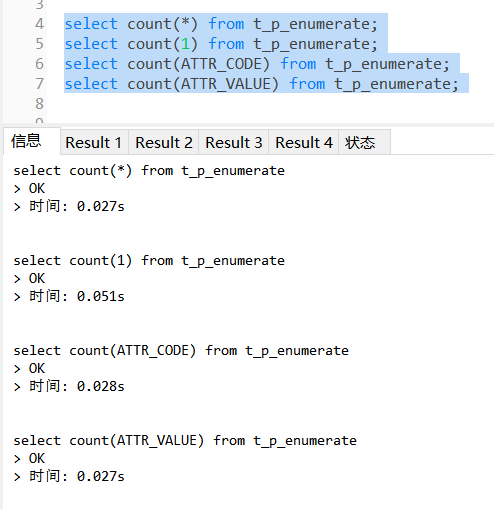 3
4 select count(*) from t_p_enumerate;
5 select count(1) from t_p_enumerate;
6 select count(ATTR_CODE) from t_p_enumerate;
7 select count(ATTR_VALUE) from t_p_enumerate;
8
9
信息 Result 1 Result 2 Result 3 Result 4 状态
select count(*) from t_p_enumerate
> OK
> 时间: 0.027s
select count(1) from t_p_enumerate
> OK
> 时间: 0.051s
select count(ATTR_CODE) from t_p_enumerate
> OK
> 时间: 0.028s
select count(ATTR_VALUE) from t_p_enumerate
> OK
> 时间: 0.027s